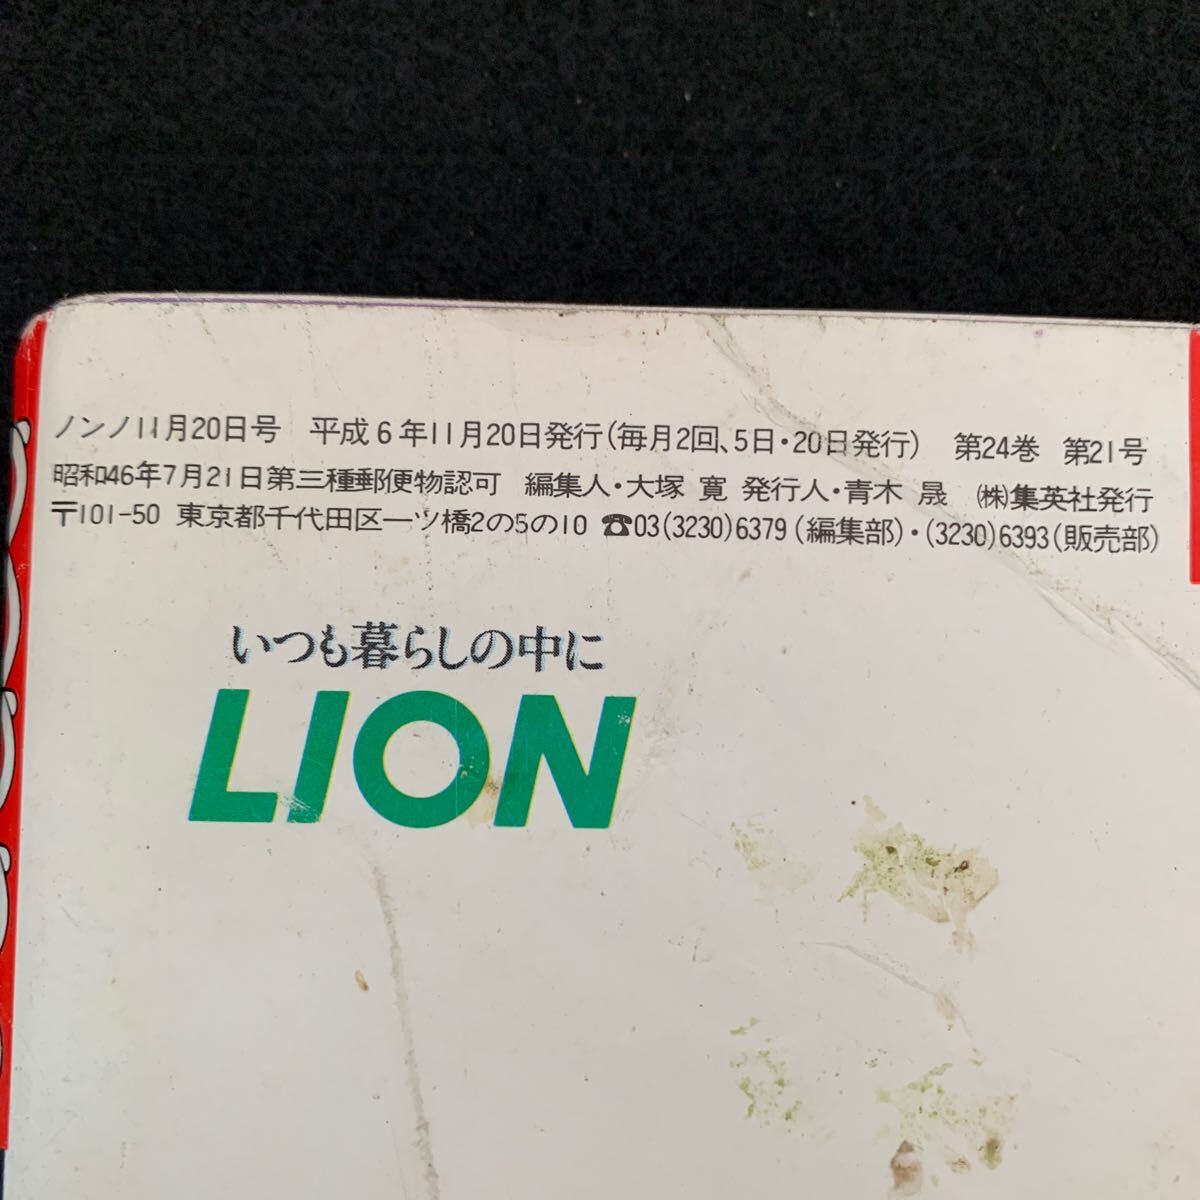 ノンノ11月20日号　平成6年11月20日発行(毎月2回、5日・20日発行)　第24巻　第21号
昭和46年7月21日第三種郵便物認可　編集人・大塚 寛 発行人・青木 晟　(株)集英社発行
〒101-50 東京都千代田区一ツ橋2の5の10 ☎03(3230)6379(編集部)・(3230)6393(販売部)
いつも暮らしの中に
LION